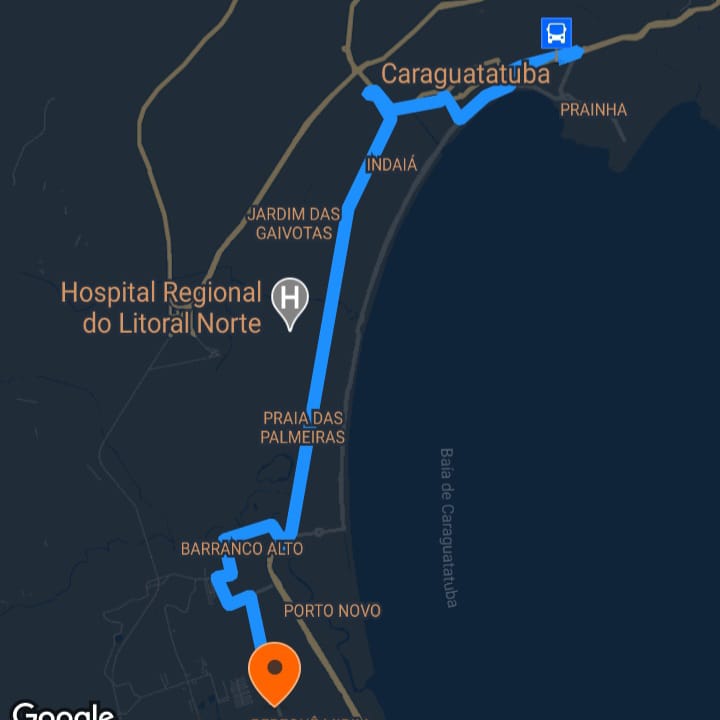 Caraguatatuba
PRAINHA
INDAIÁ
JARDIM DAS
GAIVOTAS
Hospital Regional
do Litoral Norte
H
PRAIA DAS
PALMEIRAS
Baía de Caraguatatuba
BARRANCO ALTO
PORTO NOVO
Google